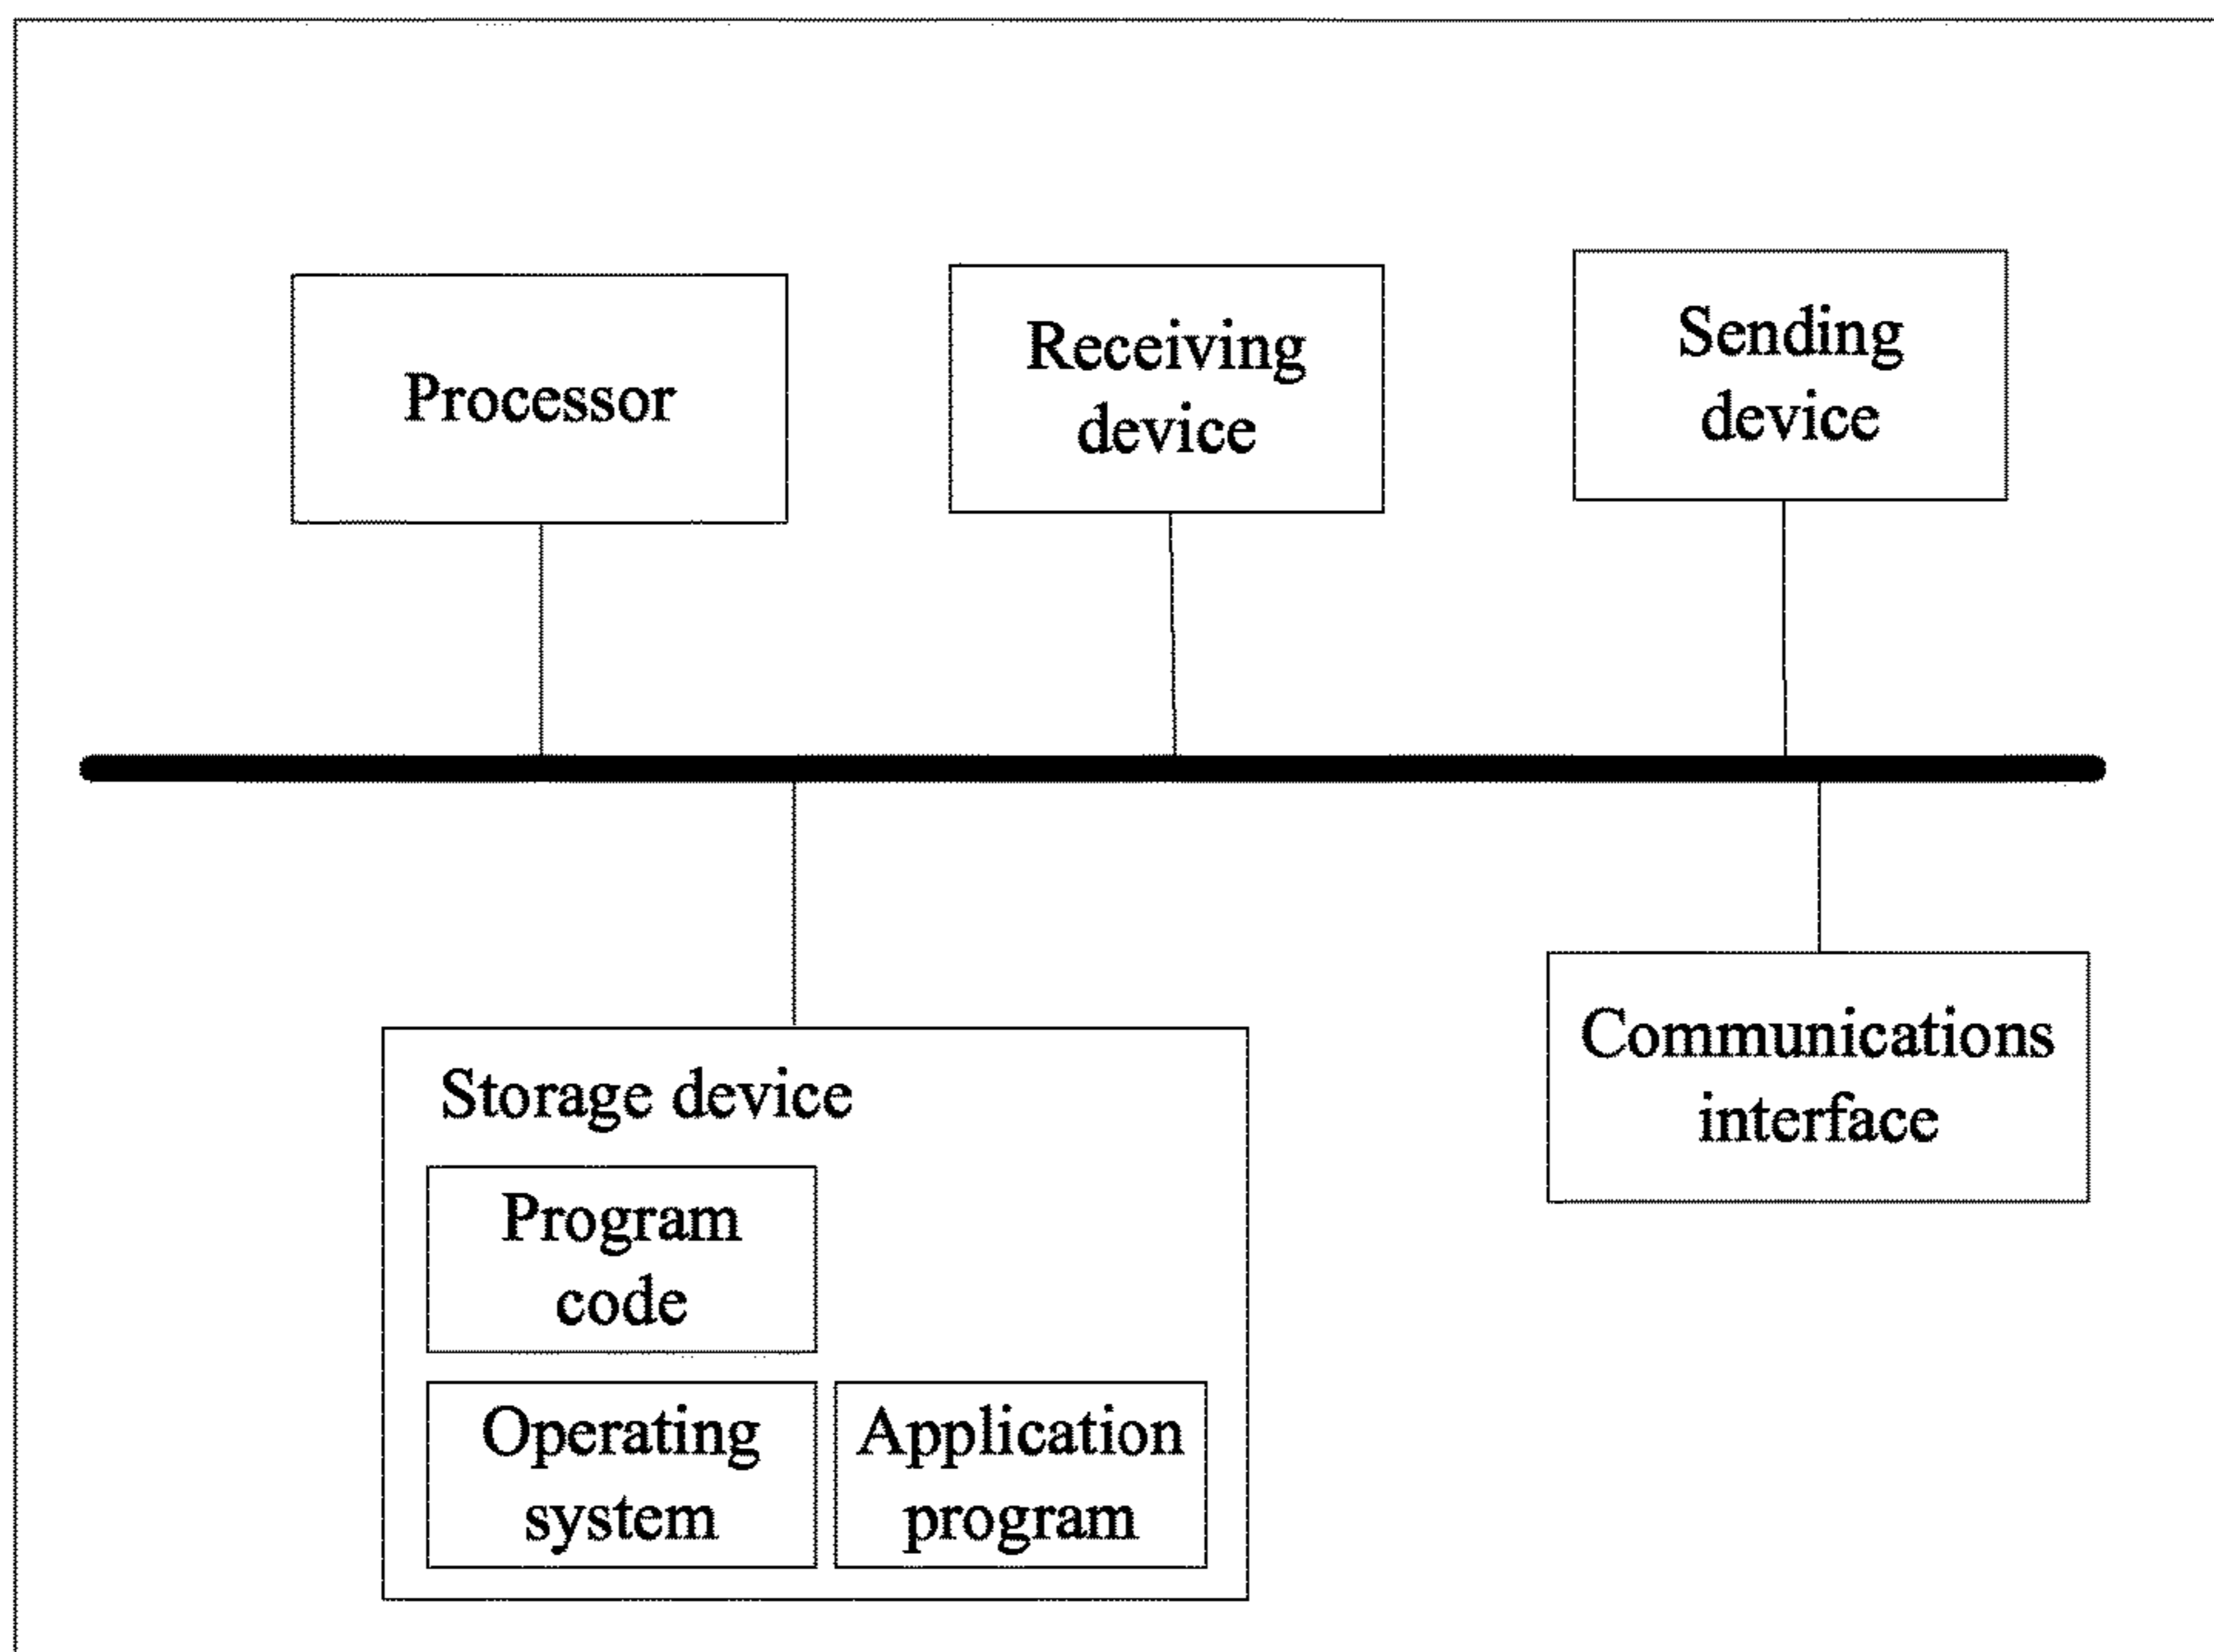 Processor
Receiving
device
Sending
device
Storage device
Program
code
Operating
system
Application
program
Communications
interface